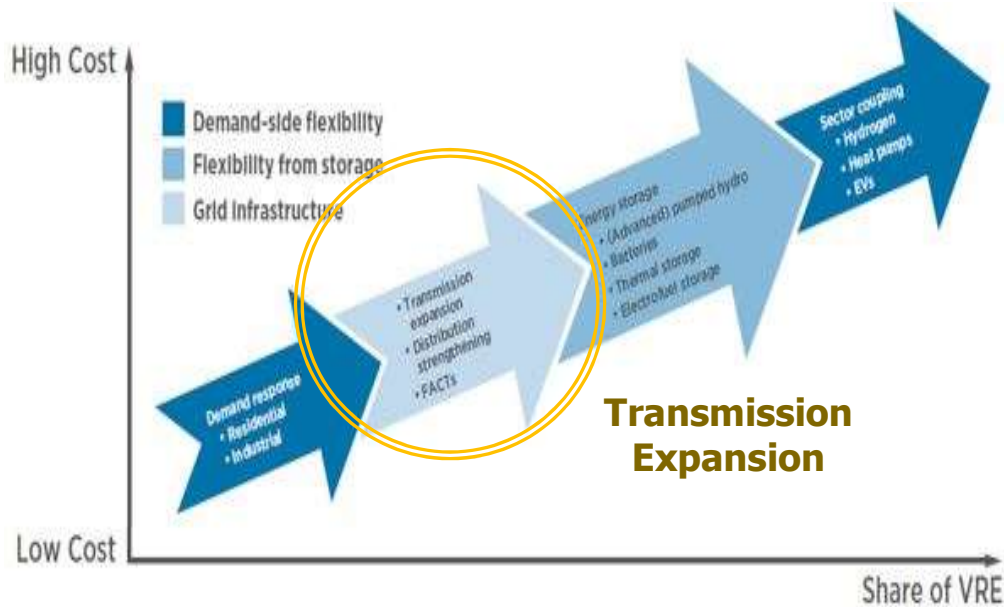 High Cost
Demand-side flexibility
Flexibility from storage
Grid Infrastructure
Sector coupling
• Hydrogen
• Heat pumps
• EVs
Energy storage
• (Advanced) pumped hydro
• Batteries
• Thermal storage
• Electrofuel storage
• Transmission
expansion
• Distribution
strengthening
• FACTs
Demand response
• Residential
• Industrial
Transmission
Expansion
Low Cost
Share of VRE